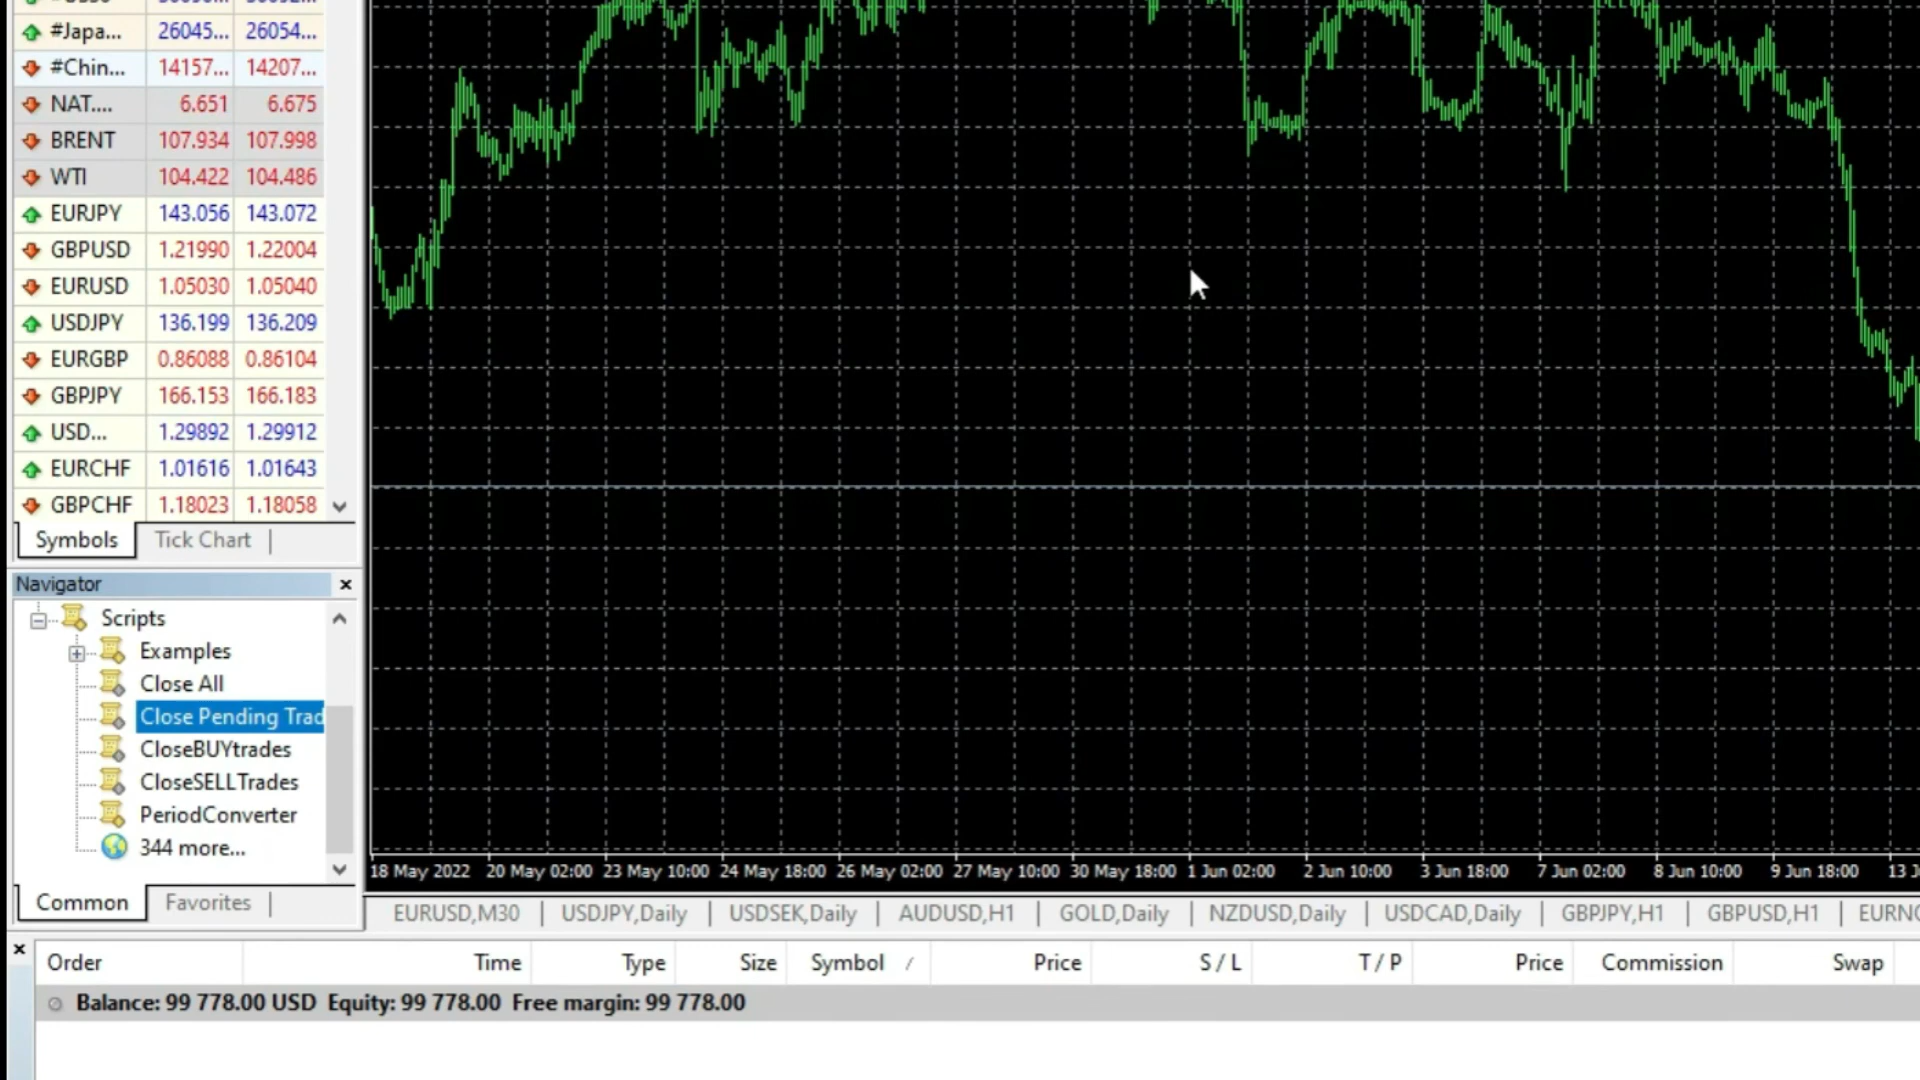 #Japa... 26045... 26054...
#Chin... 14157... 14207...
NAT.... 6.651 6.675
BRENT 107.934 107.998
WTI 104.422 104.486
EURJPY 143.056 143.072
GBPUSD 1.21990 1.22004
EURUSD 1.05030 1.05040
USDJPY 136.199 136.209
EURGBP 0.86088 0.86104
GBPJPY 166.153 166.183
USD... 1.29892 1.29912
EURCHF 1.01616 1.01643
GBPCHF 1.18023 1.18058
Symbols Tick Chart
Navigator
Scripts
Examples
Close All
Close Pending Trad
CloseBUYtrades
CloseSELLTrades
PeriodConverter
344 more...
Common Favorites
18 May 2022 20 May 02:00 23 May 10:00 24 May 18:00 26 May 02:00 27 May 10:00 30 May 18:00 1 Jun 02:00 2 Jun 10:00 3 Jun 18:00 7 Jun 02:00 8 Jun 10:00 9 Jun 18:00 13 J
EURUSD,M30 USDJPY,Daily USDSEK,Daily AUDUSD,H1 GOLD,Daily NZDUSD,Daily USDCAD,Daily GBPJPY,H1 GBPUSD,H1 EURNO
Order Time Type Size Symbol / Price S / L T / P Price Commission Swap
Balance: 99 778.00 USD Equity: 99 778.00 Free margin: 99 778.00